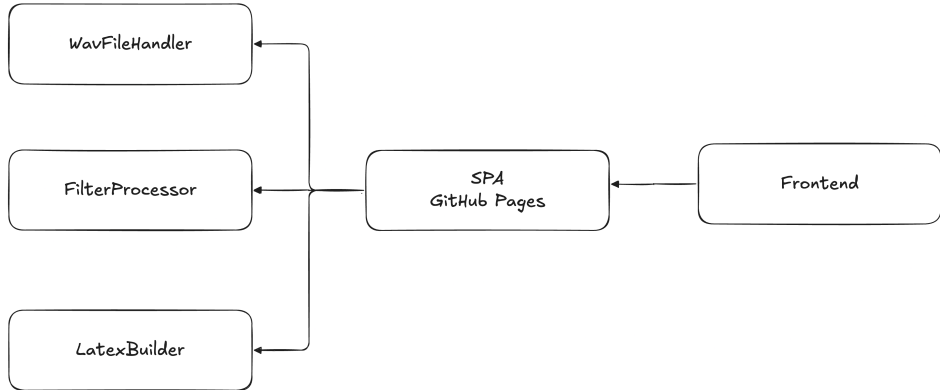 WavFileHandler
FilterProcessor
SPA
GitHub Pages
Frontend
LatexBuilder